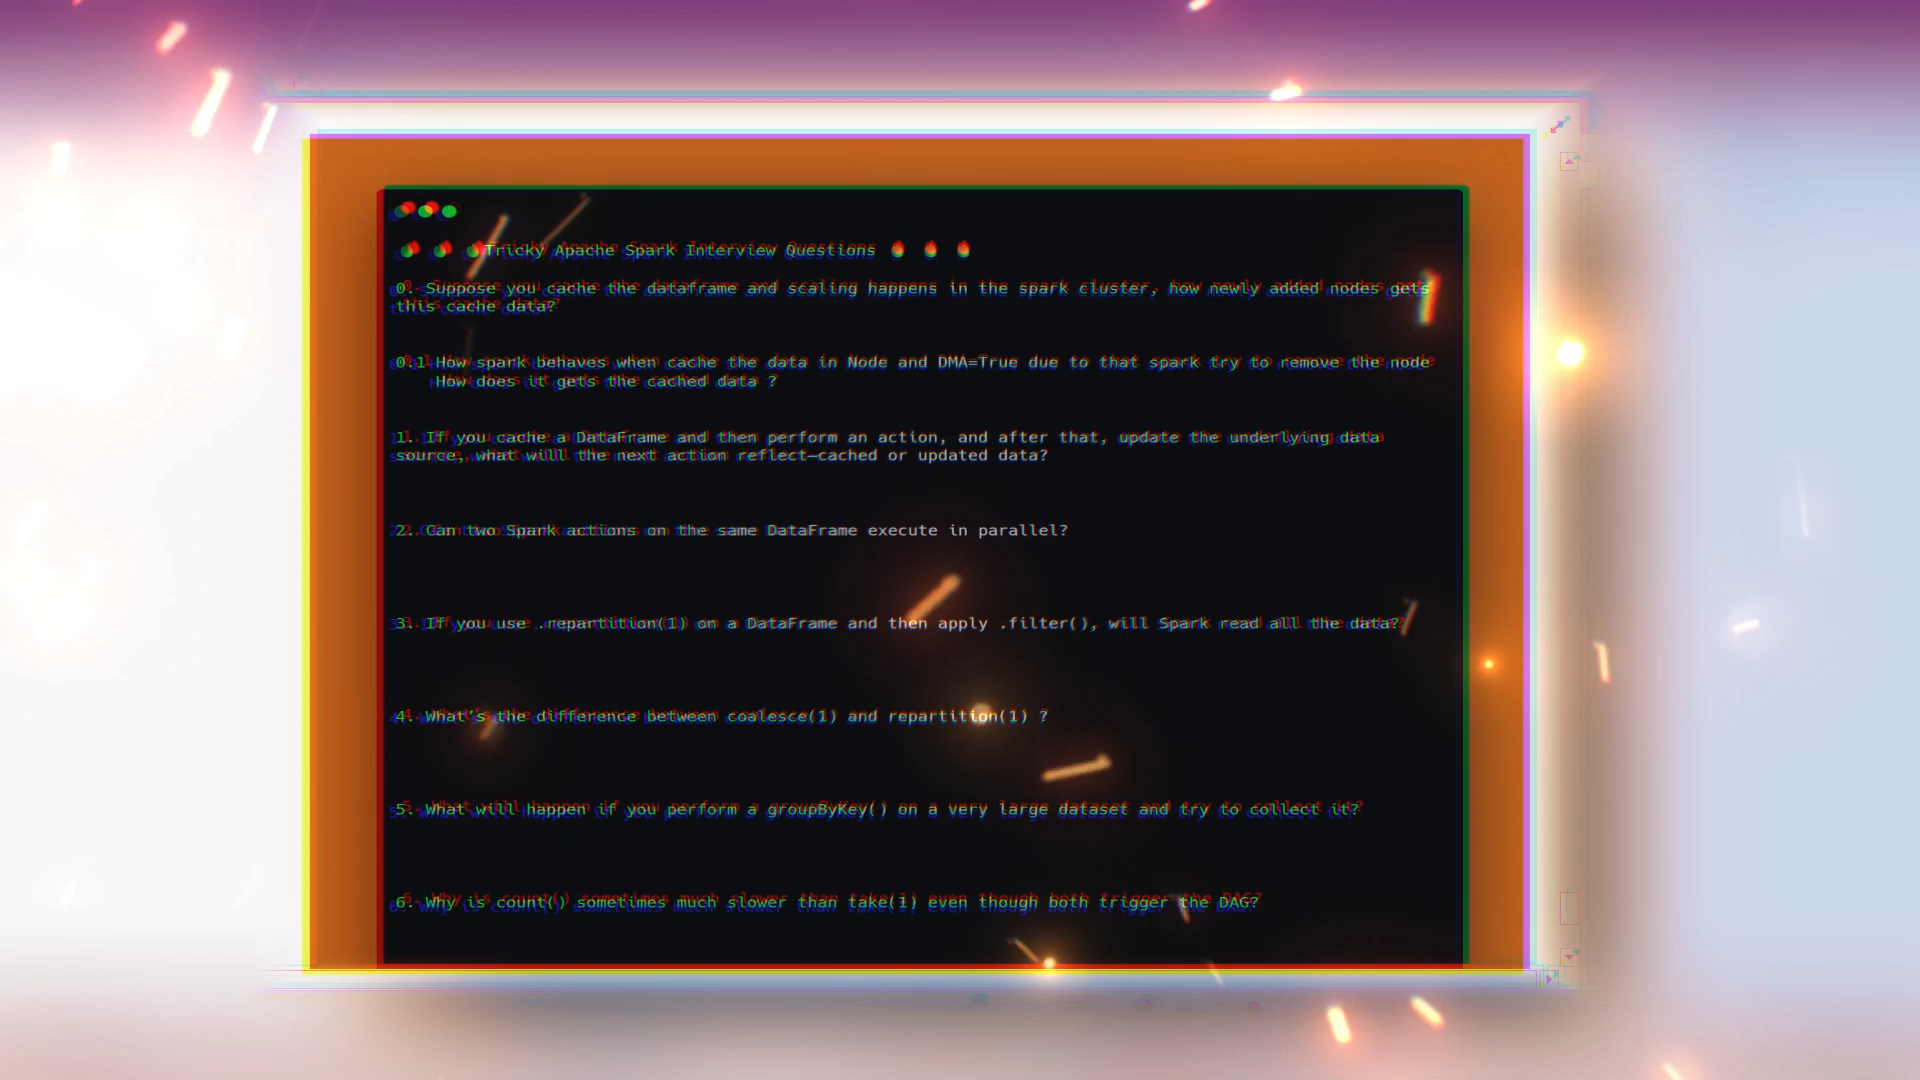 Tricky Apache Spark Interview Questions
0. Suppose you cache the dataframe and scaling happens in the spark cluster, how newly added nodes gets
this cache data?
0.1 How spark behaves when cache the data in Node and DMA=True due to that spark try to remove the node
How does it gets the cached data ?
1. If you cache a DataFrame and then perform an action, and after that, update the underlying data
source, what will the next action reflect—cached or updated data?
2. Can two Spark actions on the same DataFrame execute in parallel?
3. If you use .repartition(1) on a DataFrame and then apply .filter(), will Spark read all the data?
4. What’s the difference between coalesce(1) and repartition(1) ?
5. What will happen if you perform a groupByKey() on a very large dataset and try to collect it?
6. Why is count() sometimes much slower than take(1) even though both trigger the DAG?